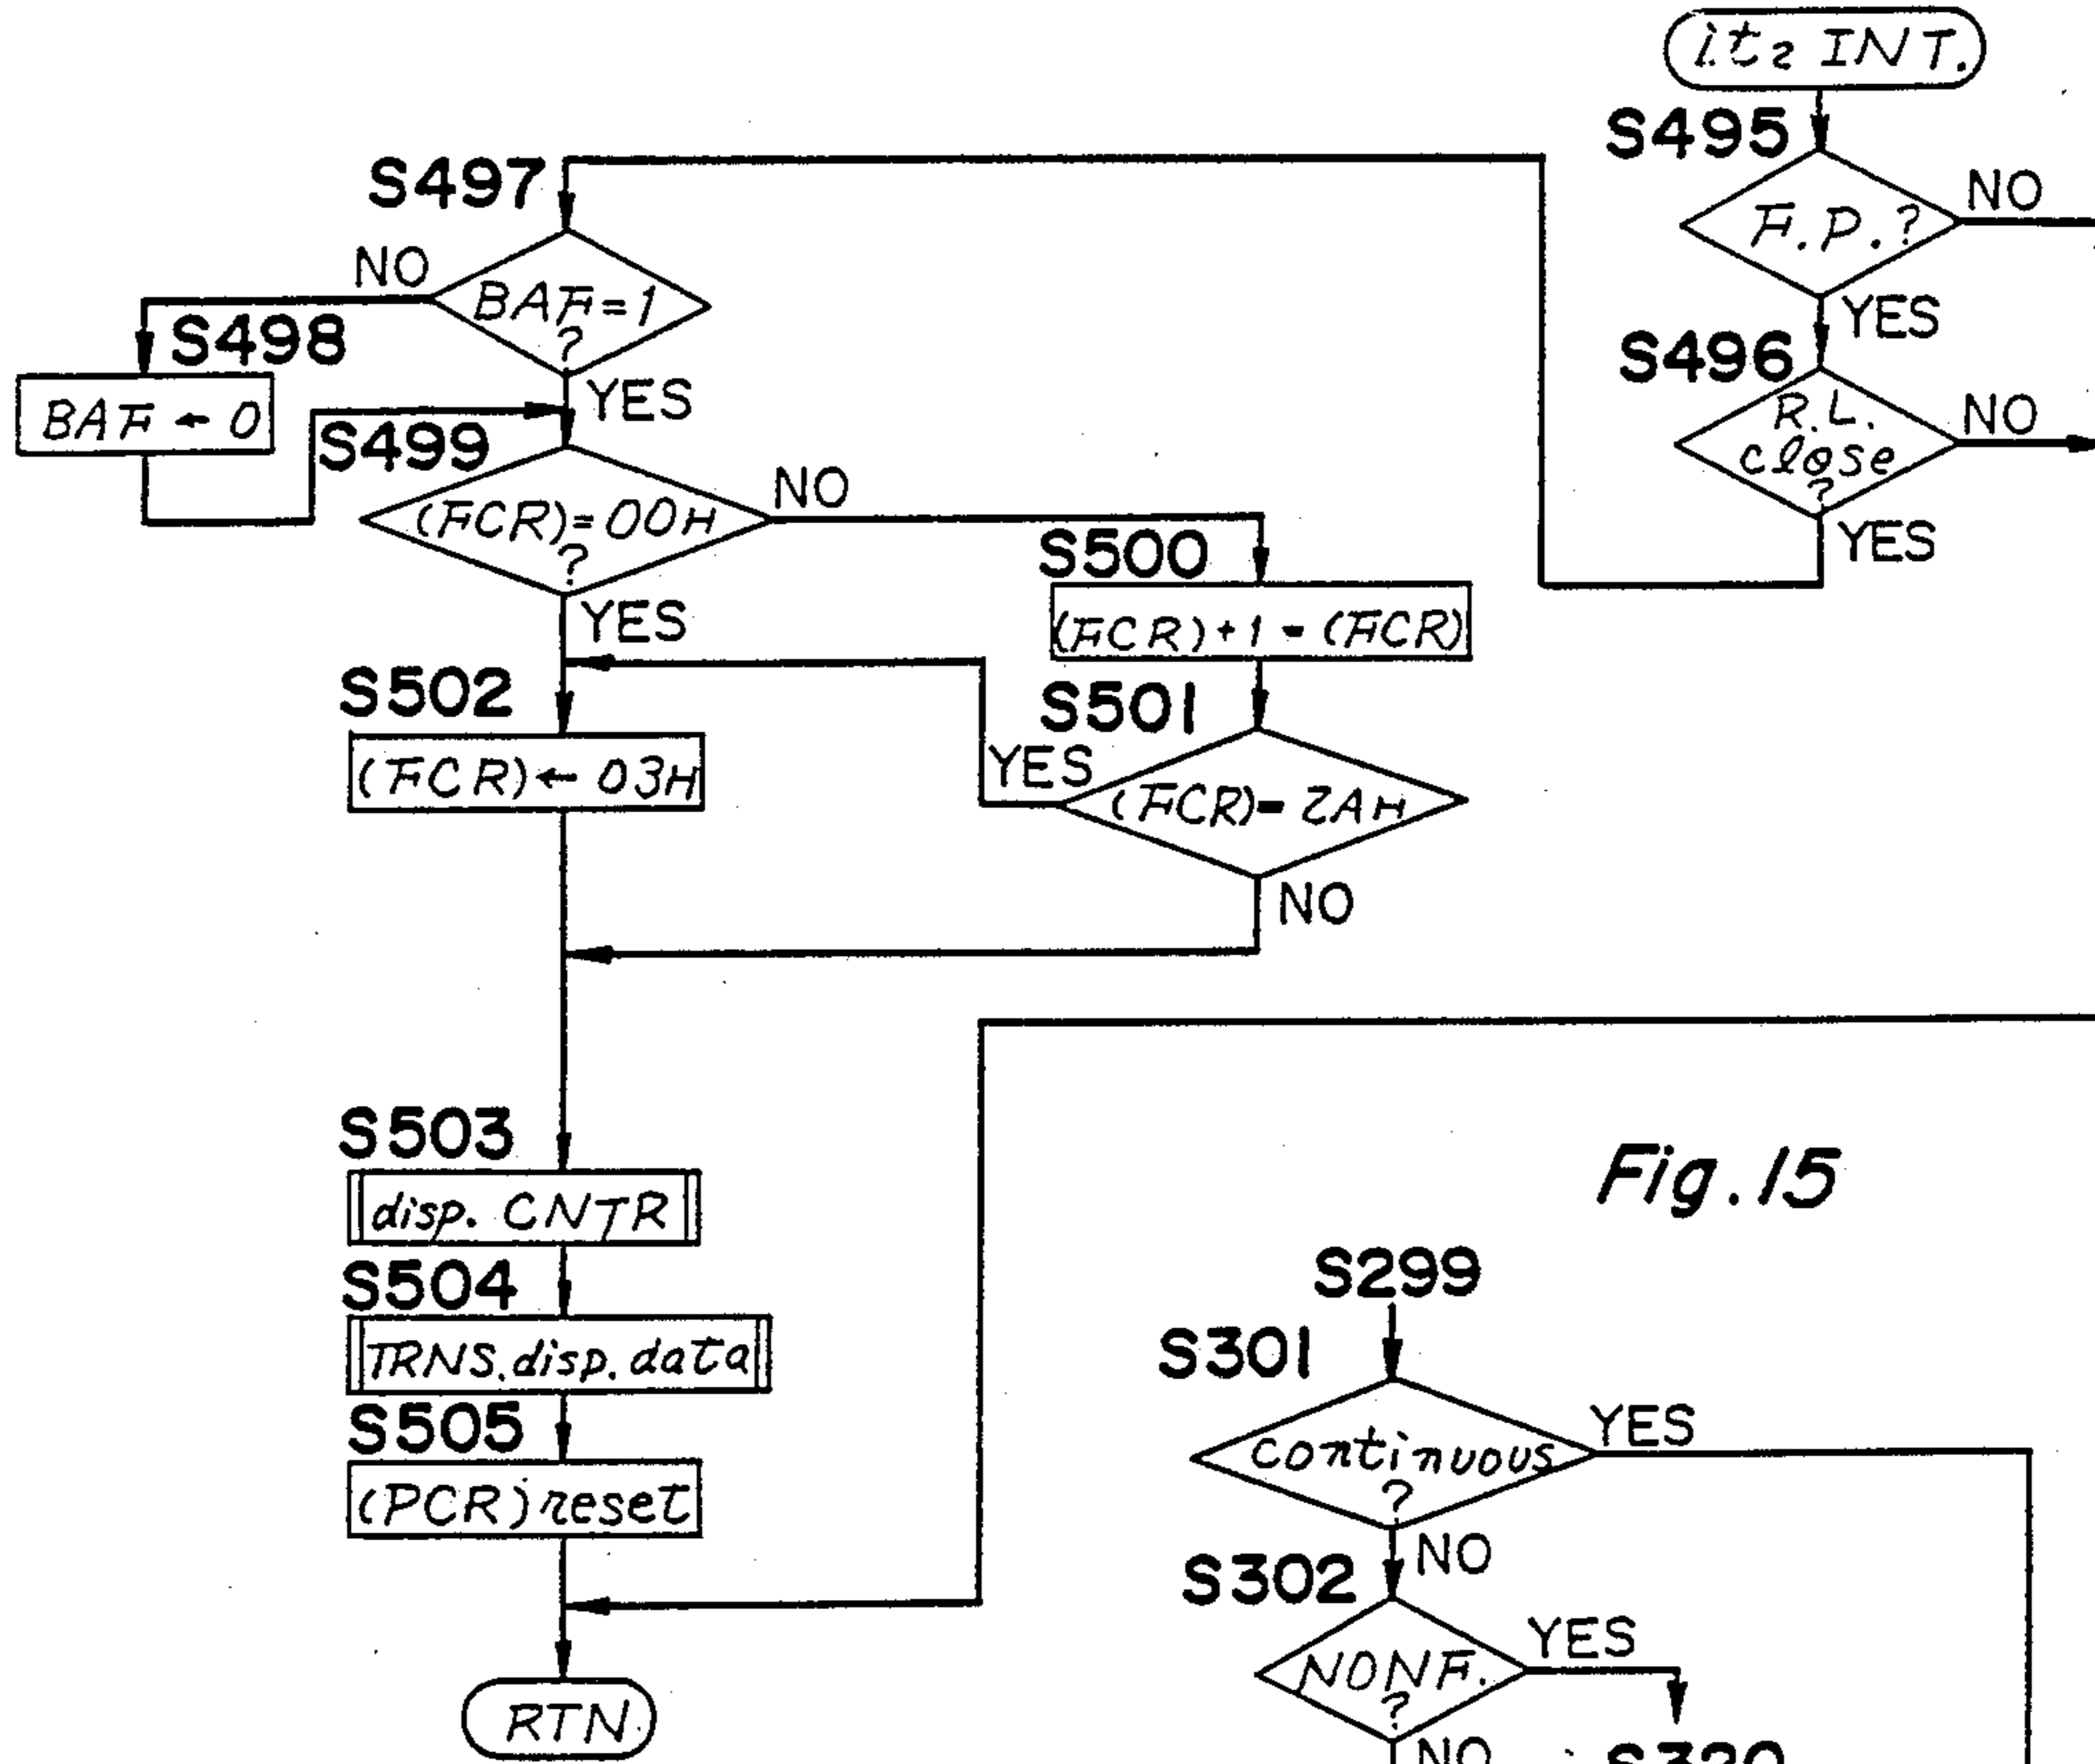 it2 INT.
S495
F.P.?
NO
YES
S496
R.L.
close
?
NO
YES
S497
BAF=1
?
NO
YES
S498
BAF ← 0
S499
(FCR)=00H
?
NO
YES
S500
(FCR)+1 → (FCR)
S501
(FCR)= 2AH
YES
NO
S502
(FCR)← 03H
S503
disp. CNTR
S504
TRNS. disp. data
S505
(PCR) reset
RTN
Fig. 15
S299
S301
continuous
?
YES
NO
S302
NONF.
?
YES
NO
S320